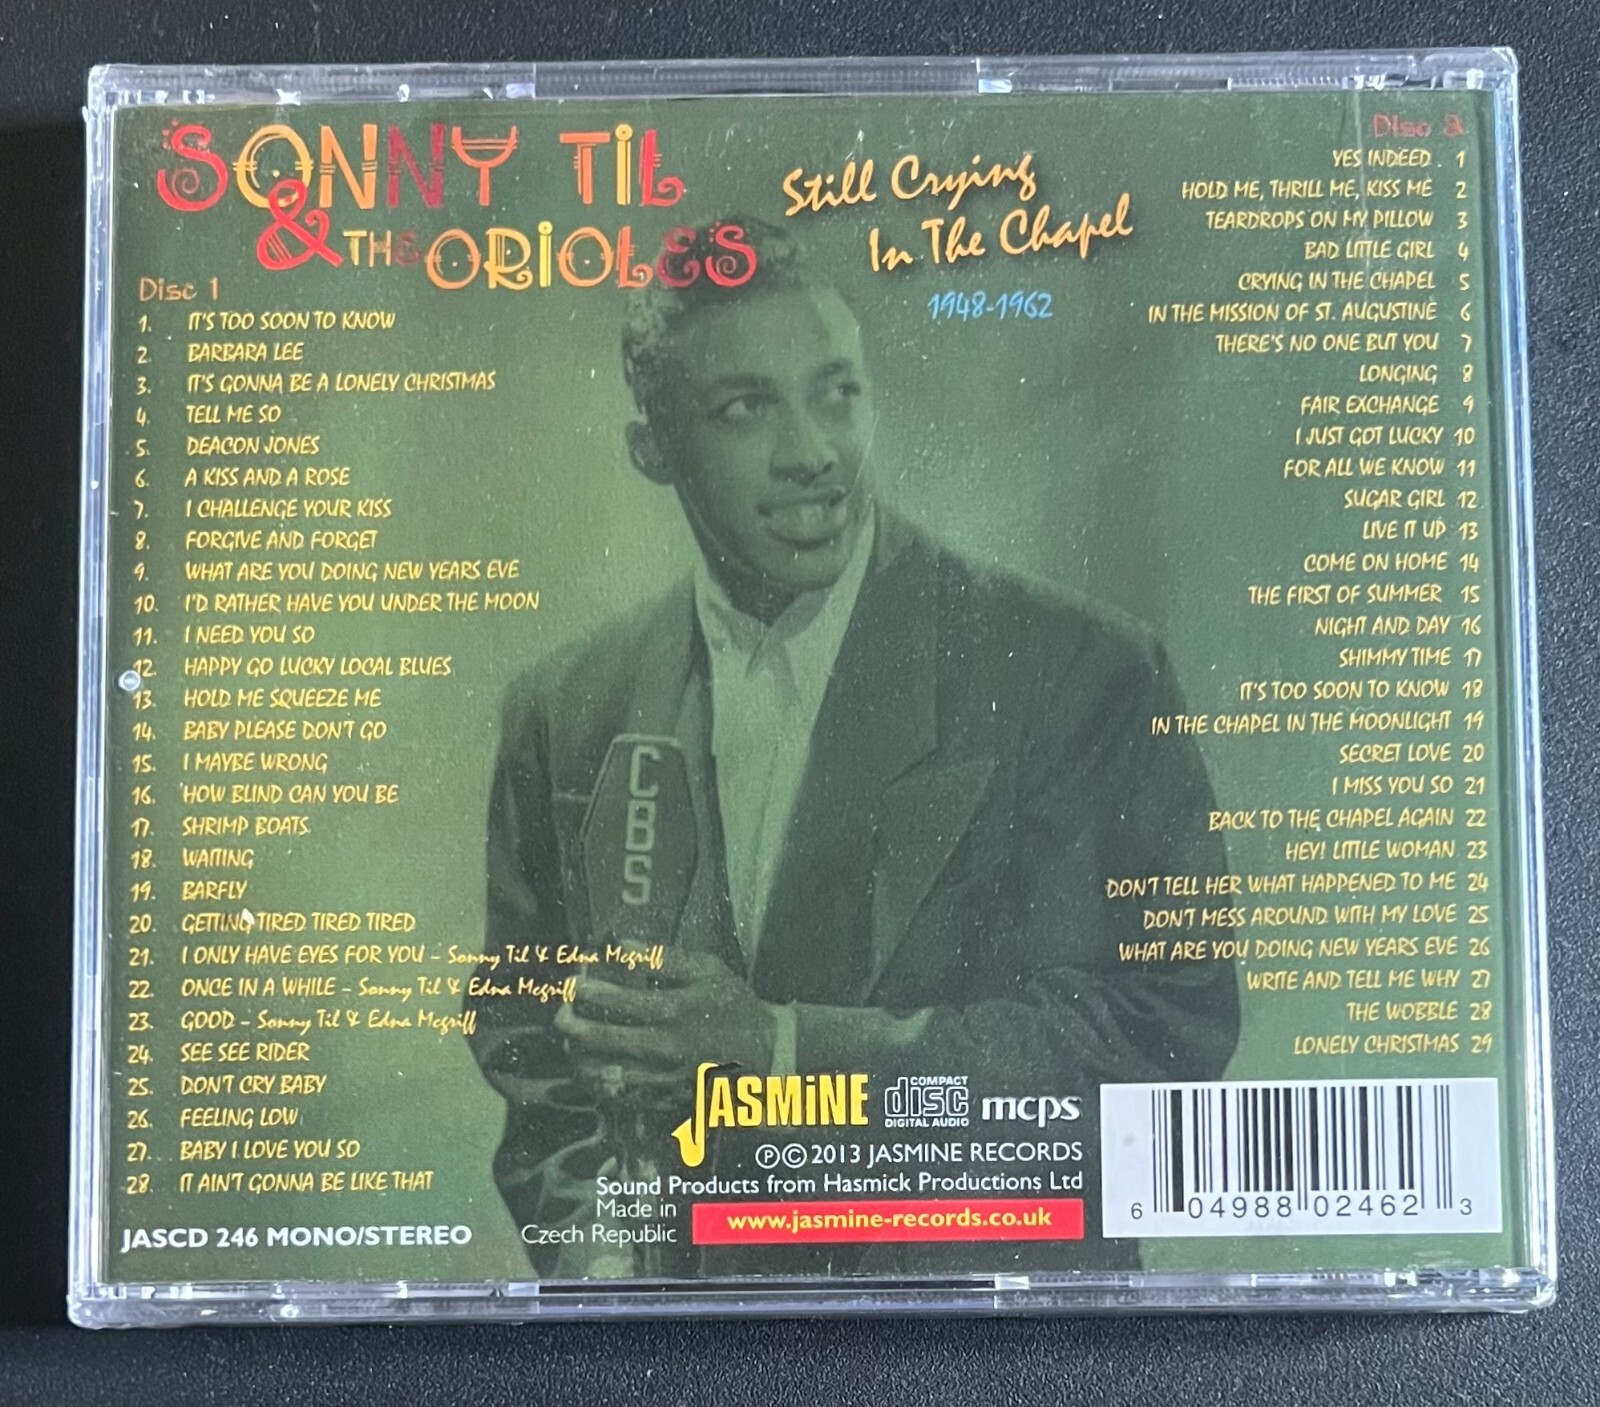 SONNY TIL
& THE ORIOLES
Still Crying
In The Chapel
1948-1962
Disc 1
1. IT'S TOO SOON TO KNOW
2. BARBARA LEE
3. IT'S GONNA BE A LONELY CHRISTMAS
4. TELL ME SO
5. DEACON JONES
6. A KISS AND A ROSE
7. I CHALLENGE YOUR KISS
8. FORGIVE AND FORGET
9. WHAT ARE YOU DOING NEW YEARS EVE
10. I'D RATHER HAVE YOU UNDER THE MOON
11. I NEED YOU SO
12. HAPPY GO LUCKY LOCAL BLUES
13. HOLD ME SQUEEZE ME
14. BABY PLEASE DON'T GO
15. I MAYBE WRONG
16. 'HOW BLIND CAN YOU BE
17. SHRIMP BOATS
18. WAITING
19. BARFLY
20. GETTING TIRED TIRED TIRED
21. I ONLY HAVE EYES FOR YOU – Sonny Til & Edna Mcgriff
22. ONCE IN A WHILE – Sonny Til & Edna Mcgriff
23. GOOD – Sonny Til & Edna Mcgriff
24. SEE SEE RIDER
25. DON'T CRY BABY
26. FEELING LOW
27. BABY I LOVE YOU SO
28. IT AIN'T GONNA BE LIKE THAT
JASCD 246 MONO/STEREO
Disc 2
YES INDEED. 1
HOLD ME, THRILL ME, KISS ME 2
TEARDROPS ON MY PILLOW 3
BAD LITTLE GIRL 4
CRYING IN THE CHAPEL 5
IN THE MISSION OF ST. AUGUSTINE 6
THERE'S NO ONE BUT YOU 7
LONGING 8
FAIR EXCHANGE 9
I JUST GOT LUCKY 10
FOR ALL WE KNOW 11
SUGAR GIRL 12
LIVE IT UP 13
COME ON HOME 14
THE FIRST OF SUMMER 15
NIGHT AND DAY 16
SHIMMY TIME 17
IT'S TOO SOON TO KNOW 18
IN THE CHAPEL IN THE MOONLIGHT 19
SECRET LOVE 20
I MISS YOU SO 21
BACK TO THE CHAPEL AGAIN 22
HEY! LITTLE WOMAN 23
DON'T TELL HER WHAT HAPPENED TO ME 24
DON'T MESS AROUND WITH MY LOVE 25
WHAT ARE YOU DOING NEW YEARS EVE 26
WRITE AND TELL ME WHY 27
THE WOBBLE 28
LONELY CHRISTMAS 29
CBS
JASMINE
COMPACT
disc
DIGITAL AUDIO
mcps
℗©2013 JASMINE RECORDS
Sound Products from Hasmick Productions Ltd
Made in
Czech Republic
www.jasmine-records.co.uk
6 04988 02462 3